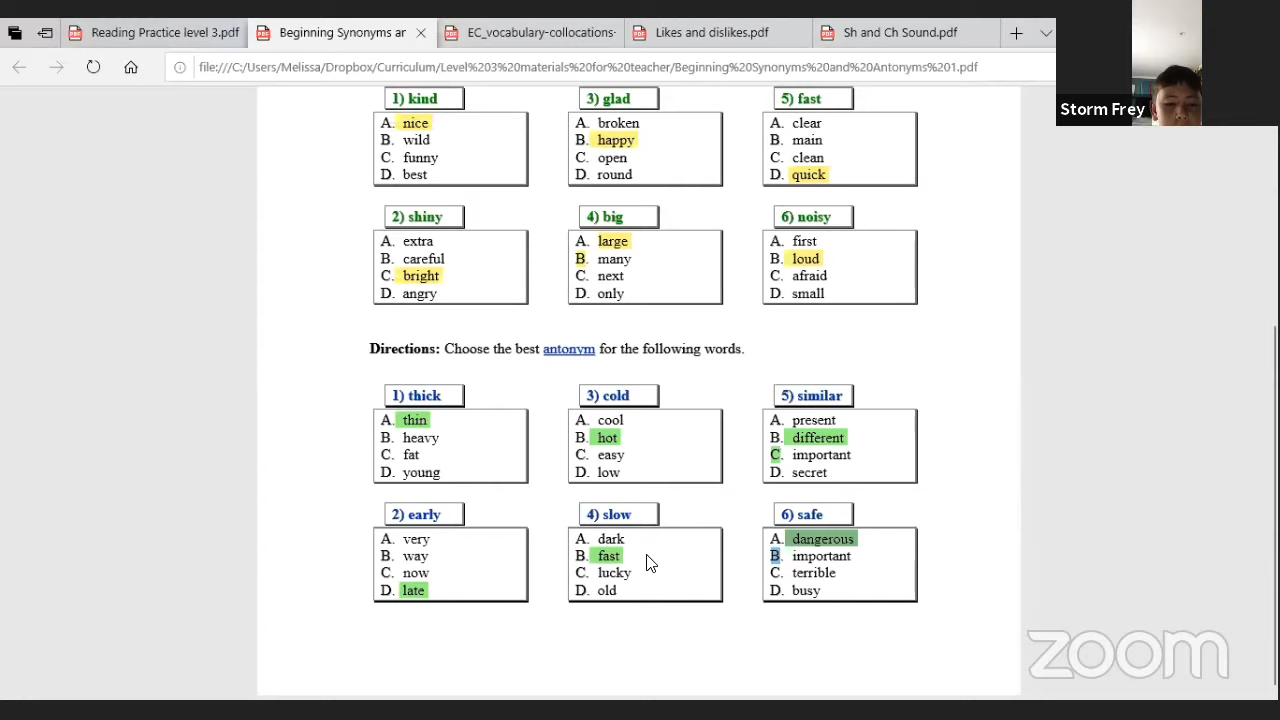 Reading Practice level 3.pdf
Beginning Synonyms ar
EC_vocabulary-collocations-
Likes and dislikes.pdf
Sh and Ch Sound.pdf
file:///C:/Users/Melissa/Dropbox/Curriculum/Level%203%20materials%20for%20teacher/Beginning%20Synonyms%20and%20Antonyms%201.pdf
Storm Frey
1) kind
A. nice
B. wild
C. funny
D. best
3) glad
A. broken
B. happy
C. open
D. round
5) fast
A. clear
B. main
C. clean
D. quick
2) shiny
A. extra
B. careful
C. bright
D. angry
4) big
A. large
B. many
C. next
D. only
6) noisy
A. first
B. loud
C. afraid
D. small
Directions: Choose the best antonym for the following words.
1) thick
A. thin
B. heavy
C. fat
D. young
3) cold
A. cool
B. hot
C. easy
D. low
5) similar
A. present
B. different
C. important
D. secret
2) early
A. very
B. way
C. now
D. late
4) slow
A. dark
B. fast
C. lucky
D. old
6) safe
A. dangerous
B. important
C. terrible
D. busy
zoom